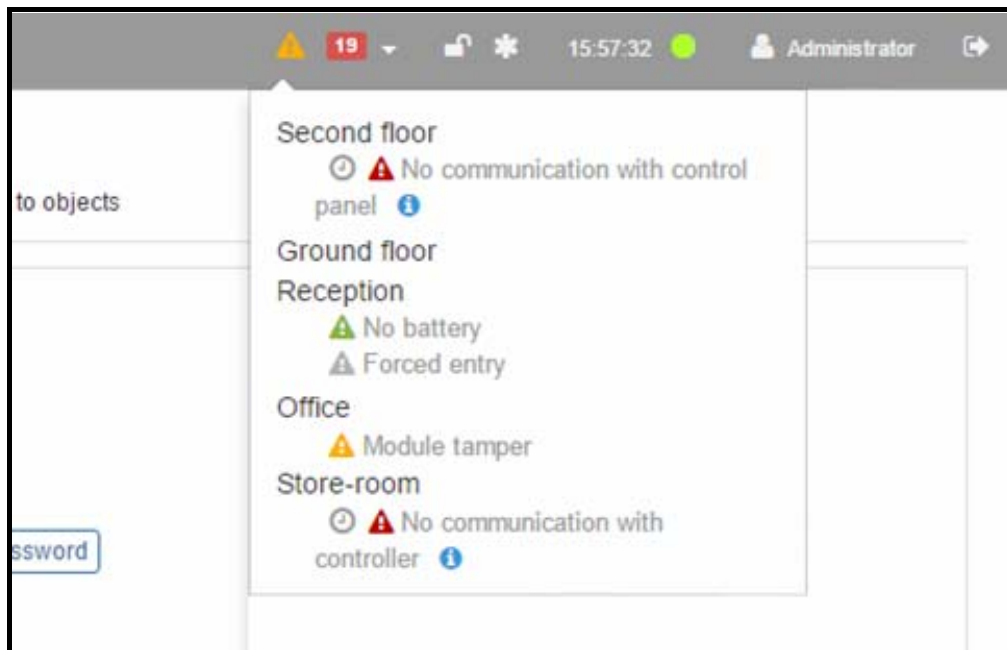 19 15:57:32 Administrator
Second floor
No communication with control
panel
to objects
Ground floor
Reception
No battery
Forced entry
Office
Module tamper
Store-room
No communication with
controller
ssword